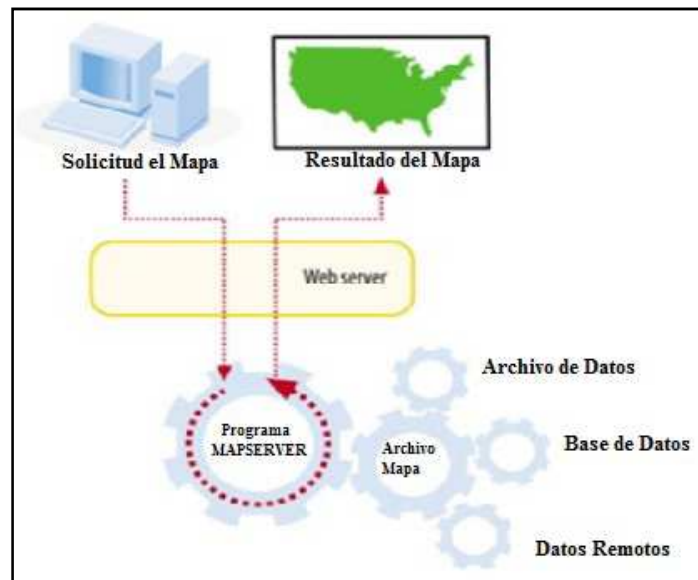 Solicitud el Mapa
Resultado del Mapa
Web server
Archivo de Datos
Programa
MAPSERVER
Archivo
Mapa
Base de Datos
Datos Remotos